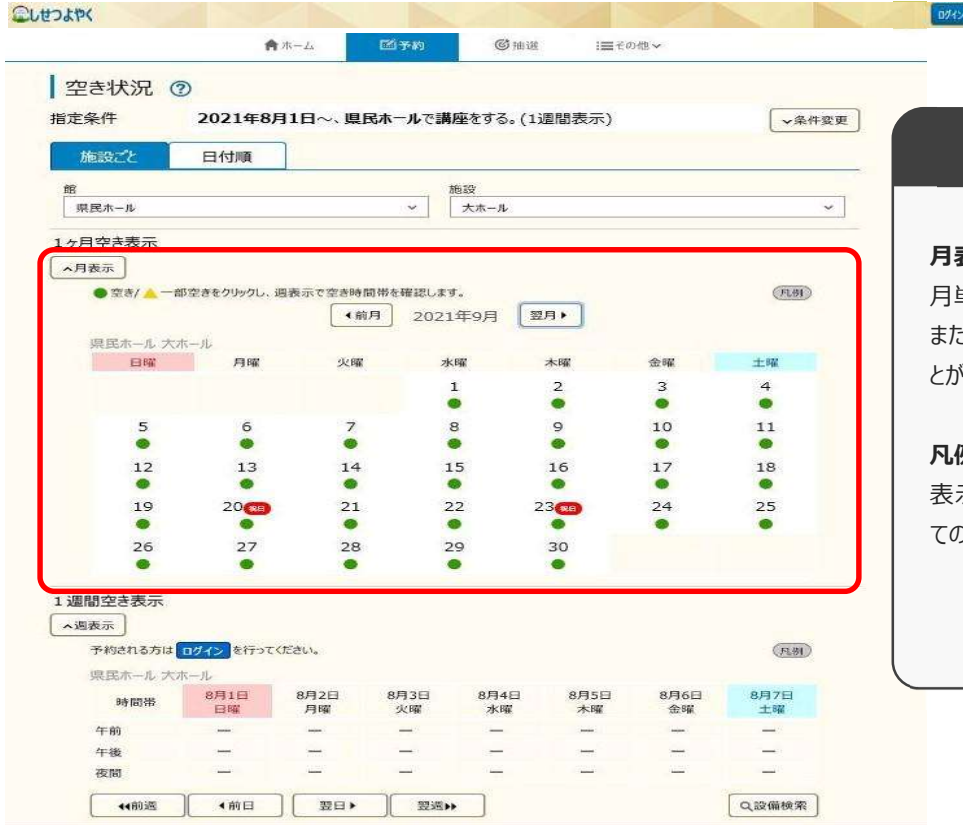 しせつよやく
ログイン
ホーム 予約 抽選 その他
空き状況 ?
指定条件 2021年8月1日～、県民ホールで講座をする。(1週間表示) 条件変更
施設ごと 日付順
館 施設
県民ホール 大ホール
1ヶ月空き表示
月表示
空き/ 一部空きをクリックし、週表示で空き時間帯を確認します。 凡例
前月 2021年9月 翌月
県民ホール 大ホール
日曜 月曜 火曜 水曜 木曜 金曜 土曜
1 2 3 4
5 6 7 8 9 10 11
12 13 14 15 16 17 18
19 20 祝日 21 22 23 祝日 24 25
26 27 28 29 30
1週間空き表示
週表示
予約される方は ログイン を行ってください。 凡例
県民ホール 大ホール
時間帯 8月1日 8月2日 8月3日 8月4日 8月5日 8月6日 8月7日
日曜 月曜 火曜 水曜 木曜 金曜 土曜
午前 — — — — — — —
午後 — — — — — — —
夜間 — — — — — — —
前週 前日 翌日 翌週 設備検索
月表
月単
また
とが
凡例
表示
ての